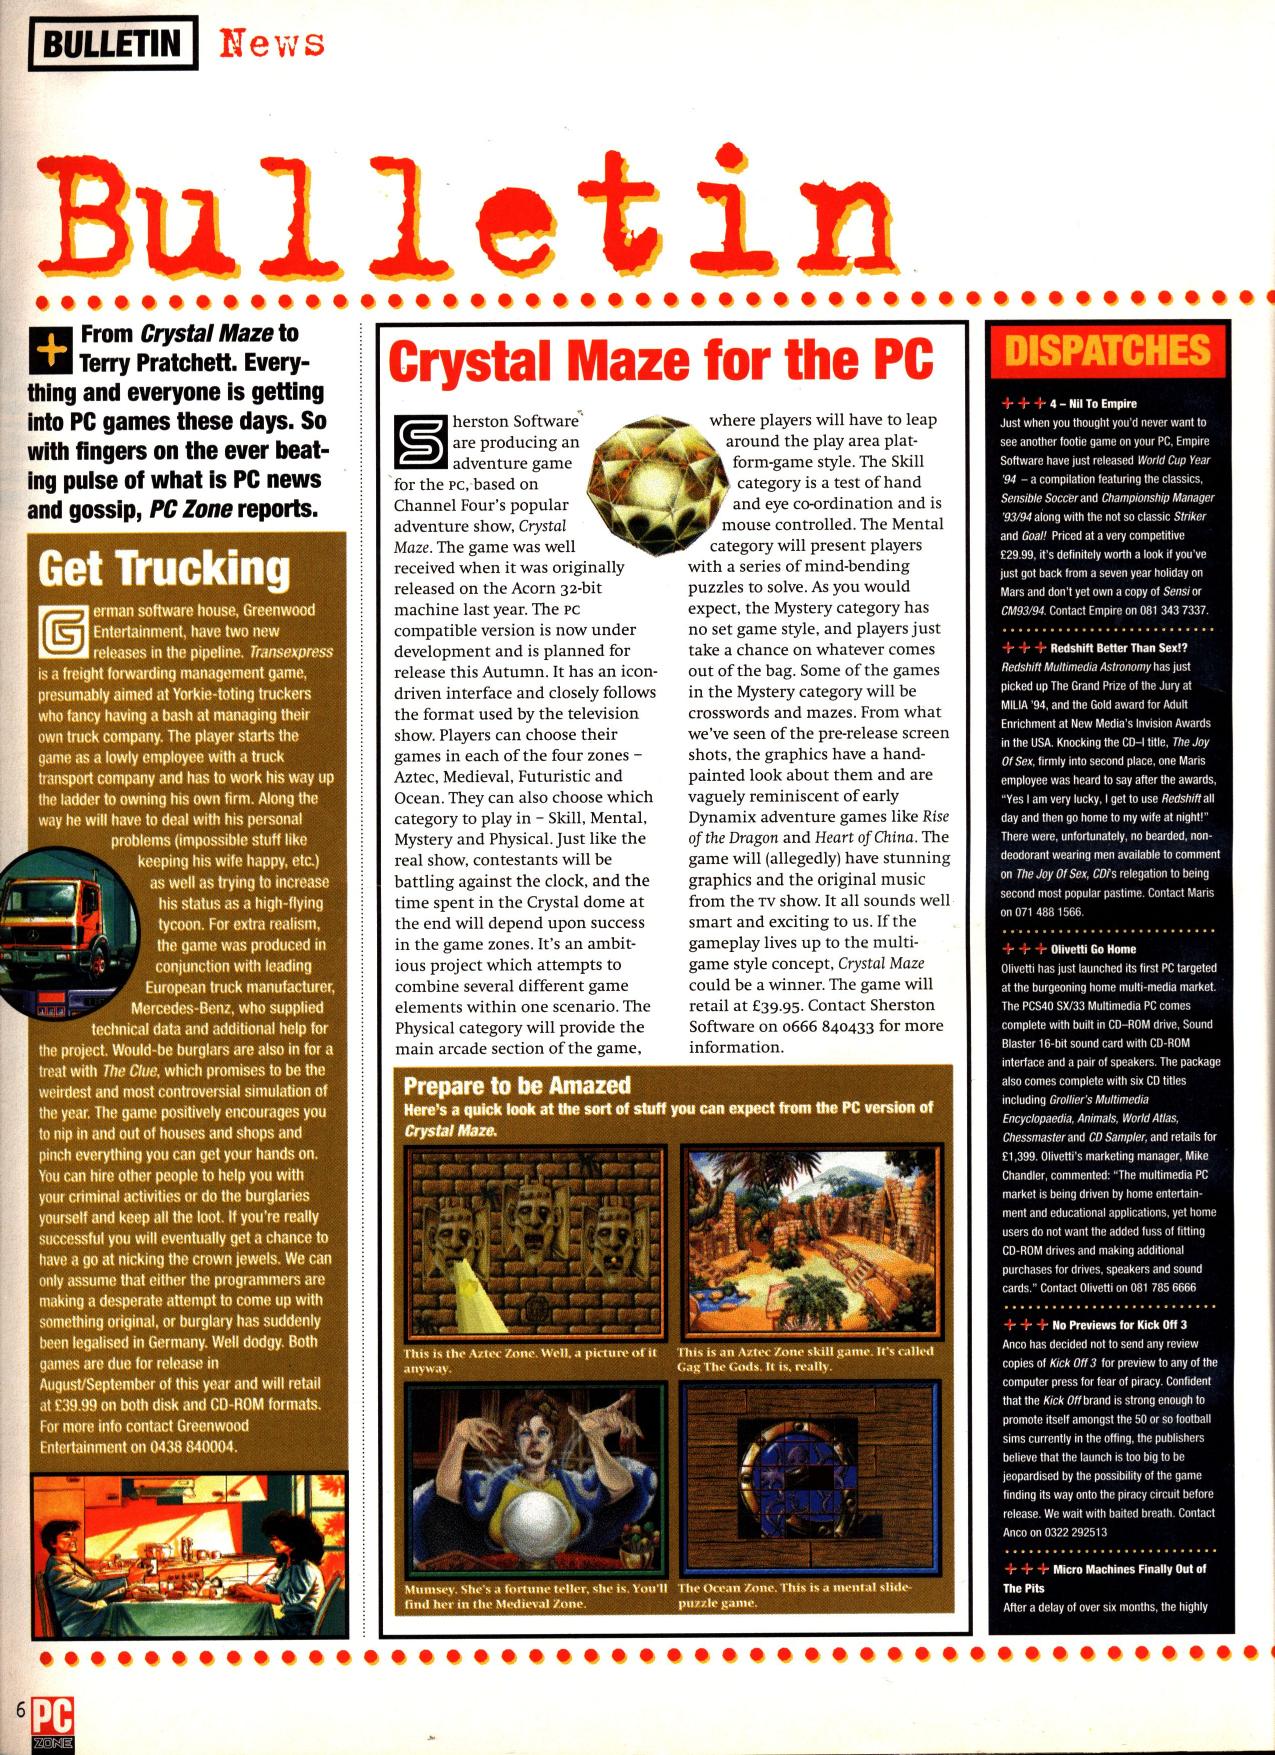 BULLETIN News
Bulletin
From Crystal Maze to
Terry Pratchett. Every-
thing and everyone is getting
into PC games these days. So
with fingers on the ever beat-
ing pulse of what is PC news
and gossip, PC Zone reports.
Get Trucking
German software house, Greenwood
Entertainment, have two new
releases in the pipeline. Transexpress
is a freight forwarding management game,
presumably aimed at Yorkie-toting truckers
who fancy having a bash at managing their
own truck company. The player starts the
game as a lowly employee with a truck
transport company and has to work his way up
the ladder to owning his own firm. Along the
way he will have to deal with his personal
problems (impossible stuff like
keeping his wife happy, etc.)
as well as trying to increase
his status as a high-flying
tycoon. For extra realism,
the game was produced in
conjunction with leading
European truck manufacturer,
Mercedes-Benz, who supplied
technical data and additional help for
the project. Would-be burglars are also in for a
treat with The Clue, which promises to be the
weirdest and most controversial simulation of
the year. The game positively encourages you
to nip in and out of houses and shops and
pinch everything you can get your hands on.
You can hire other people to help you with
your criminal activities or do the burglaries
yourself and keep all the loot. If you're really
successful you will eventually get a chance to
have a go at nicking the crown jewels. We can
only assume that either the programmers are
making a desperate attempt to come up with
something original, or burglary has suddenly
been legalised in Germany. Well dodgy. Both
games are due for release in
August/September of this year and will retail
at £39.99 on both disk and CD-ROM formats.
For more info contact Greenwood
Entertainment on 0438 840004.
Crystal Maze for the PC
Sherston Software
are producing an
adventure game
for the PC, based on
Channel Four's popular
adventure show, Crystal
Maze. The game was well
received when it was originally
released on the Acorn 32-bit
machine last year. The PC
compatible version is now under
development and is planned for
release this Autumn. It has an icon-
driven interface and closely follows
the format used by the television
show. Players can choose their
games in each of the four zones –
Aztec, Medieval, Futuristic and
Ocean. They can also choose which
category to play in – Skill, Mental,
Mystery and Physical. Just like the
real show, contestants will be
battling against the clock, and the
time spent in the Crystal dome at
the end will depend upon success
in the game zones. It's an ambit-
ious project which attempts to
combine several different game
elements within one scenario. The
Physical category will provide the
main arcade section of the game,
where players will have to leap
around the play area plat-
form-game style. The Skill
category is a test of hand
and eye co-ordination and is
mouse controlled. The Mental
category will present players
with a series of mind-bending
puzzles to solve. As you would
expect, the Mystery category has
no set game style, and players just
take a chance on whatever comes
out of the bag. Some of the games
in the Mystery category will be
crosswords and mazes. From what
we've seen of the pre-release screen
shots, the graphics have a hand-
painted look about them and are
vaguely reminiscent of early
Dynamix adventure games like Rise
of the Dragon and Heart of China. The
game will (allegedly) have stunning
graphics and the original music
from the TV show. It all sounds well
smart and exciting to us. If the
gameplay lives up to the multi-
game style concept, Crystal Maze
could be a winner. The game will
retail at £39.95. Contact Sherston
Software on 0666 840433 for more
information.
Prepare to be Amazed
Here's a quick look at the sort of stuff you can expect from the PC version of
Crystal Maze.
This is the Aztec Zone. Well, a picture of it
anyway.
This is an Aztec Zone skill game. It's called
Gag The Gods. It is, really.
Mumsey. She's a fortune teller, she is. You'll
find her in the Medieval Zone.
The Ocean Zone. This is a mental slide-
puzzle game.
DISPATCHES
+ + + 4 – Nil To Empire
Just when you thought you'd never want to
see another footie game on your PC, Empire
Software have just released World Cup Year
'94 – a compilation featuring the classics,
Sensible Soccer and Championship Manager
'93/94 along with the not so classic Striker
and Goal! Priced at a very competitive
£29.99, it's definitely worth a look if you've
just got back from a seven year holiday on
Mars and don't yet own a copy of Sensi or
CM93/94. Contact Empire on 081 343 7337.
+ + + Redshift Better Than Sex!?
Redshift Multimedia Astronomy has just
picked up The Grand Prize of the Jury at
MILIA '94, and the Gold award for Adult
Enrichment at New Media's Invision Awards
in the USA. Knocking the CD–I title, The Joy
Of Sex, firmly into second place, one Maris
employee was heard to say after the awards,
"Yes I am very lucky, I get to use Redshift all
day and then go home to my wife at night!"
There were, unfortunately, no bearded, non-
deodorant wearing men available to comment
on The Joy Of Sex, CDi's relegation to being
second most popular pastime. Contact Maris
on 071 488 1566.
+ + + Olivetti Go Home
Olivetti has just launched its first PC targeted
at the burgeoning home multi-media market.
The PCS40 SX/33 Multimedia PC comes
complete with built in CD–ROM drive, Sound
Blaster 16-bit sound card with CD-ROM
interface and a pair of speakers. The package
also comes complete with six CD titles
including Grollier's Multimedia
Encyclopaedia, Animals, World Atlas,
Chessmaster and CD Sampler, and retails for
£1,399. Olivetti's marketing manager, Mike
Chandler, commented: "The multimedia PC
market is being driven by home entertain-
ment and educational applications, yet home
users do not want the added fuss of fitting
CD-ROM drives and making additional
purchases for drives, speakers and sound
cards." Contact Olivetti on 081 785 6666
+ + + No Previews for Kick Off 3
Anco has decided not to send any review
copies of Kick Off 3 for preview to any of the
computer press for fear of piracy. Confident
that the Kick Off brand is strong enough to
promote itself amongst the 50 or so football
sims currently in the offing, the publishers
believe that the launch is too big to be
jeopardised by the possibility of the game
finding its way onto the piracy circuit before
release. We wait with baited breath. Contact
Anco on 0322 292513
+ + + Micro Machines Finally Out of
The Pits
After a delay of over six months, the highly
6 PC
ZONE